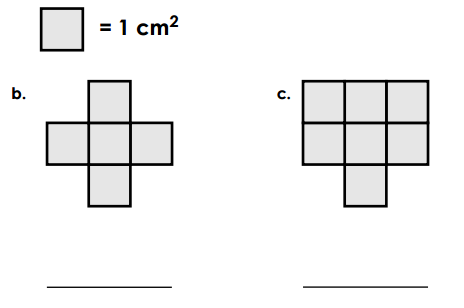 = 1 cm²
b.
c.